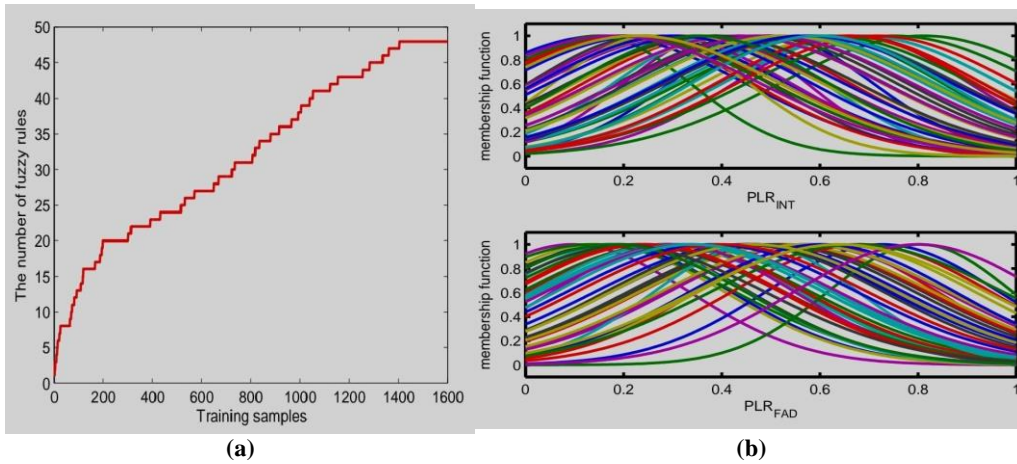 50
45
40
35
30
25
20
15
10
5
0
The number of fuzzy rules
0 200 400 600 800 1000 1200 1400 1600
Training samples
(a)
1
0.8
0.6
0.4
0.2
0
membership function
0 0.2 0.4 0.6 0.8 1
PLR_INT
1
0.8
0.6
0.4
0.2
0
membership function
0 0.2 0.4 0.6 0.8 1
PLR_FAD
(b)